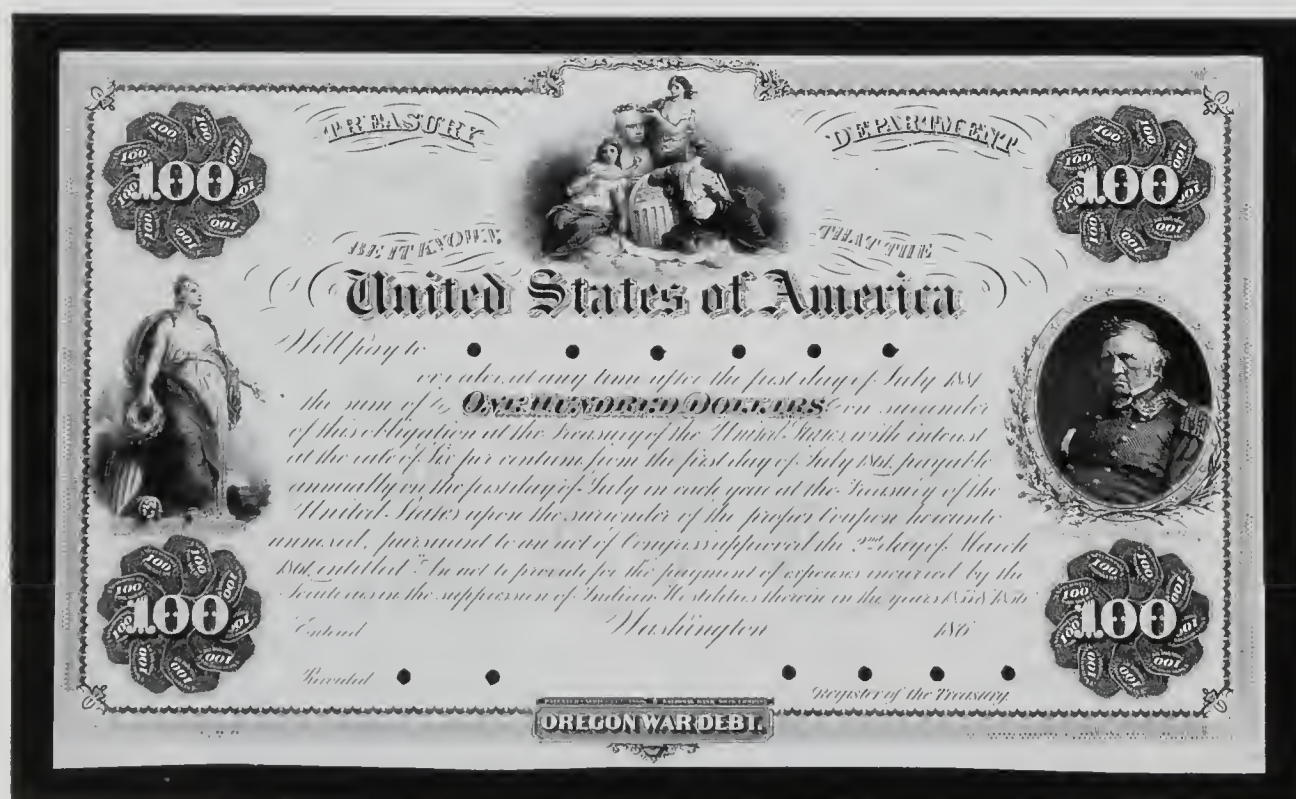 TREASURY DEPARTMENT
100 100
BE IT KNOWN THAT THE
United States of America
Will pay to
or order at any time after the first day of July 1881
the sum of ONE HUNDRED DOLLARS on surrender
of this obligation at the Treasury of the United States, with interest
at the rate of Six per centum from the first day of July 1861, payable
annually on the first day of July in each year at the Treasury of the
United States upon the surrender of the proper Coupon hereunto
annexed, pursuant to an act of Congress approved the 2nd day of March
1861, entitled "An act to provide for the payment of expenses incurred by the
in the suppression of Indian Hostilities therein in the years
100 100
Washington 186
Register of the Treasury.
OREGON WAR DEBT.